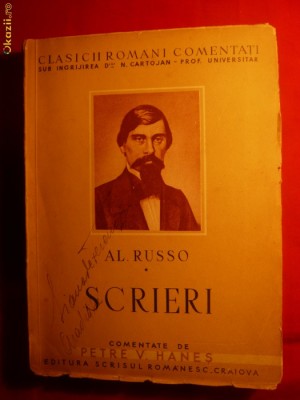 Okazii.ro
CLASICII ROMANI COMENTATI
SUB INGRIJIREA D-LUI N. CARTOJAN - PROF. UNIVERSITAR
AL. RUSSO
SCRIERI
COMENTATE DE
PETRE V. HANEȘ
EDITURA SCRISUL ROMANESC, CRAIOVA